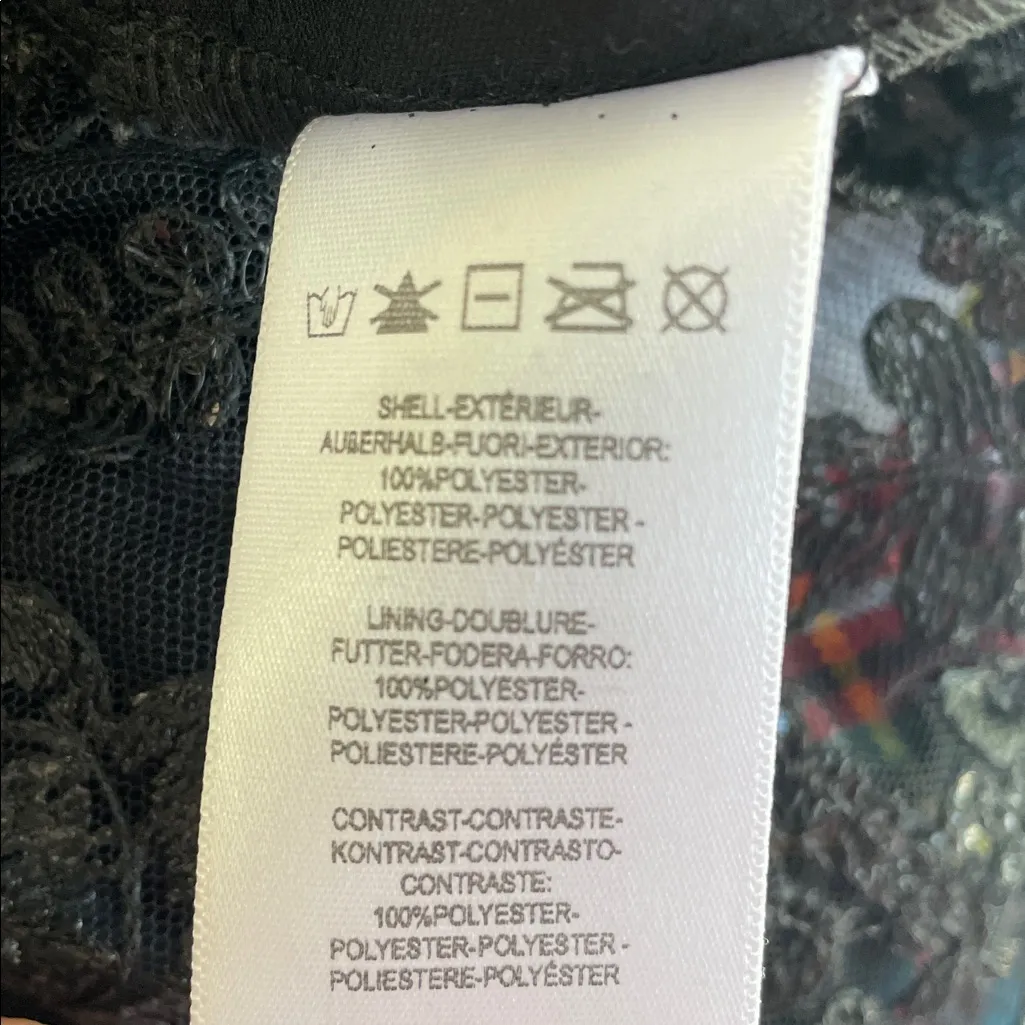 SHELL-EXTÉRIEUR-
AUßERHALB-FUORI-EXTERIOR:
100%POLYESTER-
POLYESTER-POLYESTER -
POLIESTERE-POLYÉSTER
LINING-DOUBLURE-
FUTTER-FODERA-FORRO:
100%POLYESTER-
POLYESTER-POLYESTER -
POLIESTERE-POLYÉSTER
CONTRAST-CONTRASTE-
KONTRAST-CONTRASTO-
CONTRASTE:
100%POLYESTER-
POLYESTER-POLYESTER -
POLIESTERE-POLYÉSTER